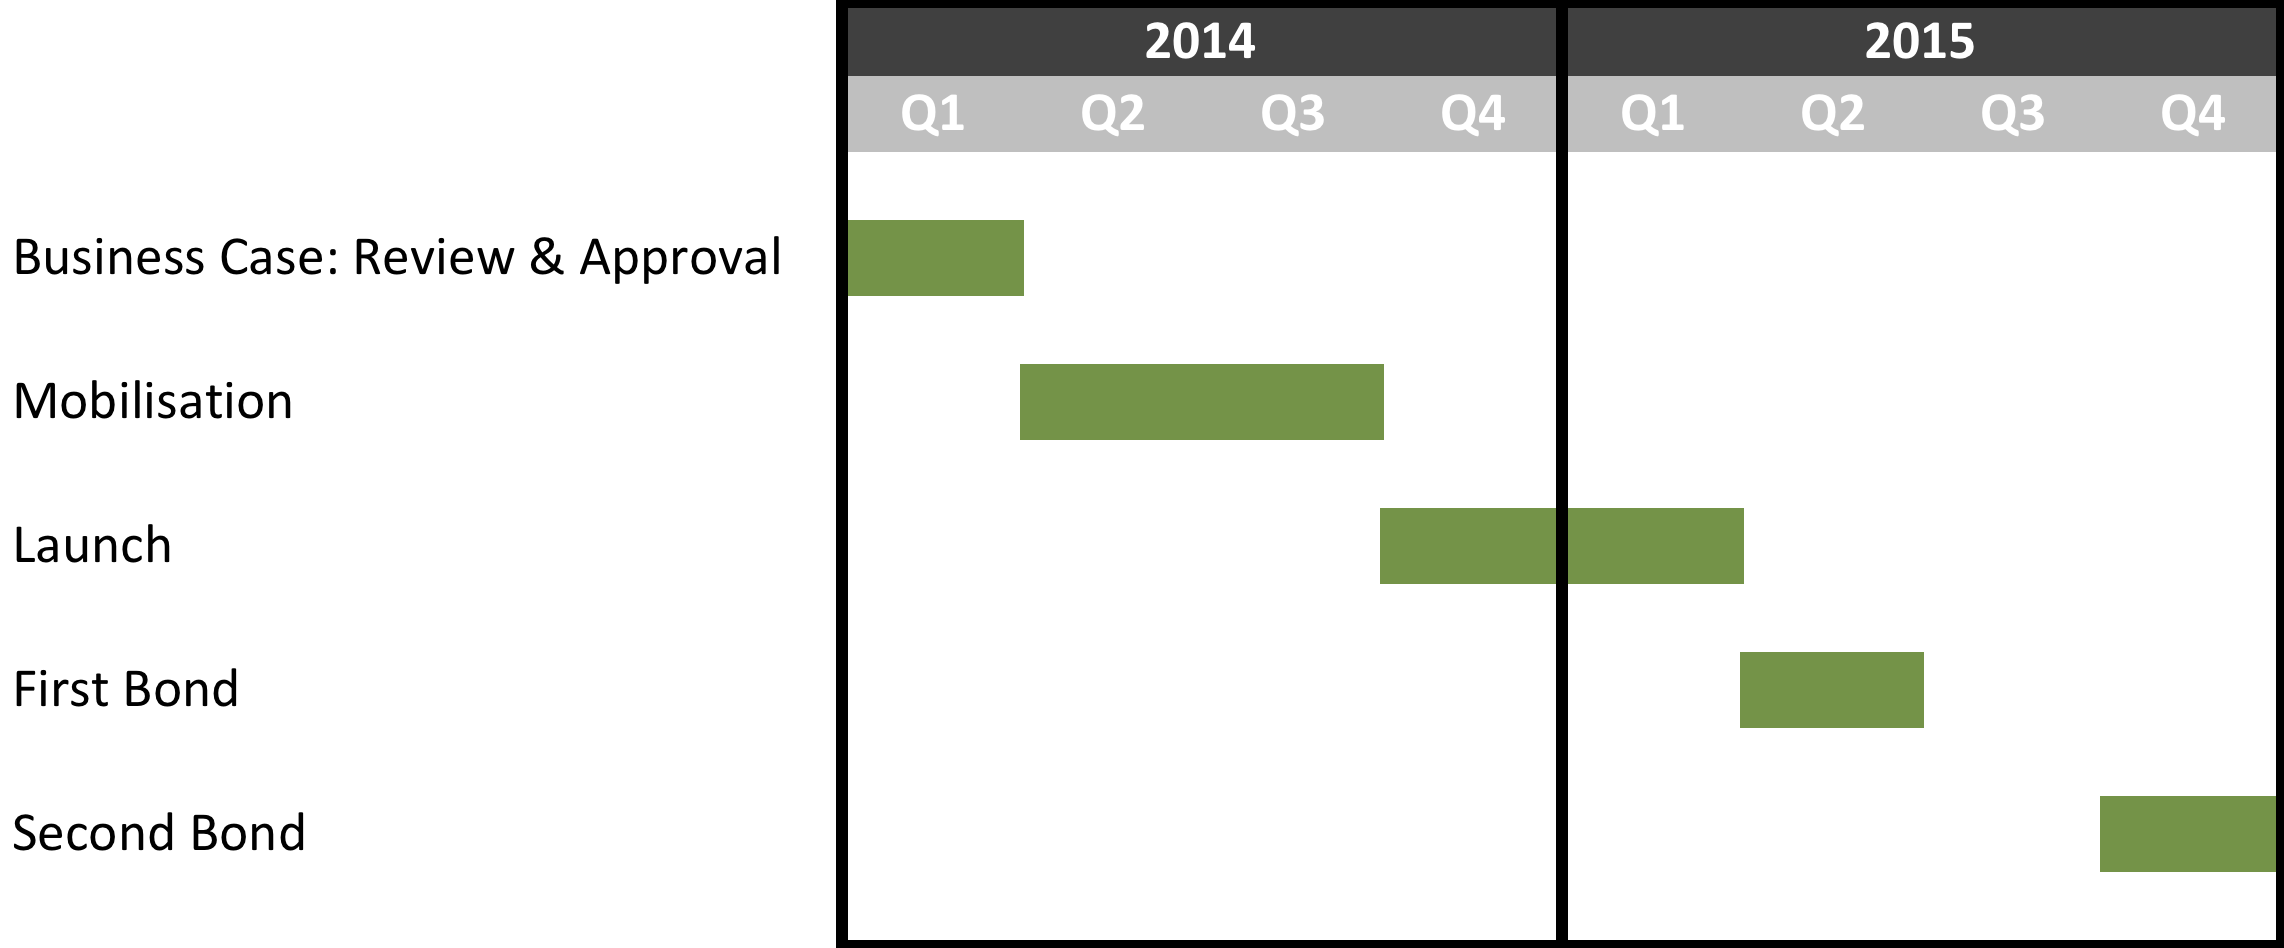 2014 2015
Q1 Q2 Q3 Q4 Q1 Q2 Q3 Q4
Business Case: Review & Approval
Mobilisation
Launch
First Bond
Second Bond